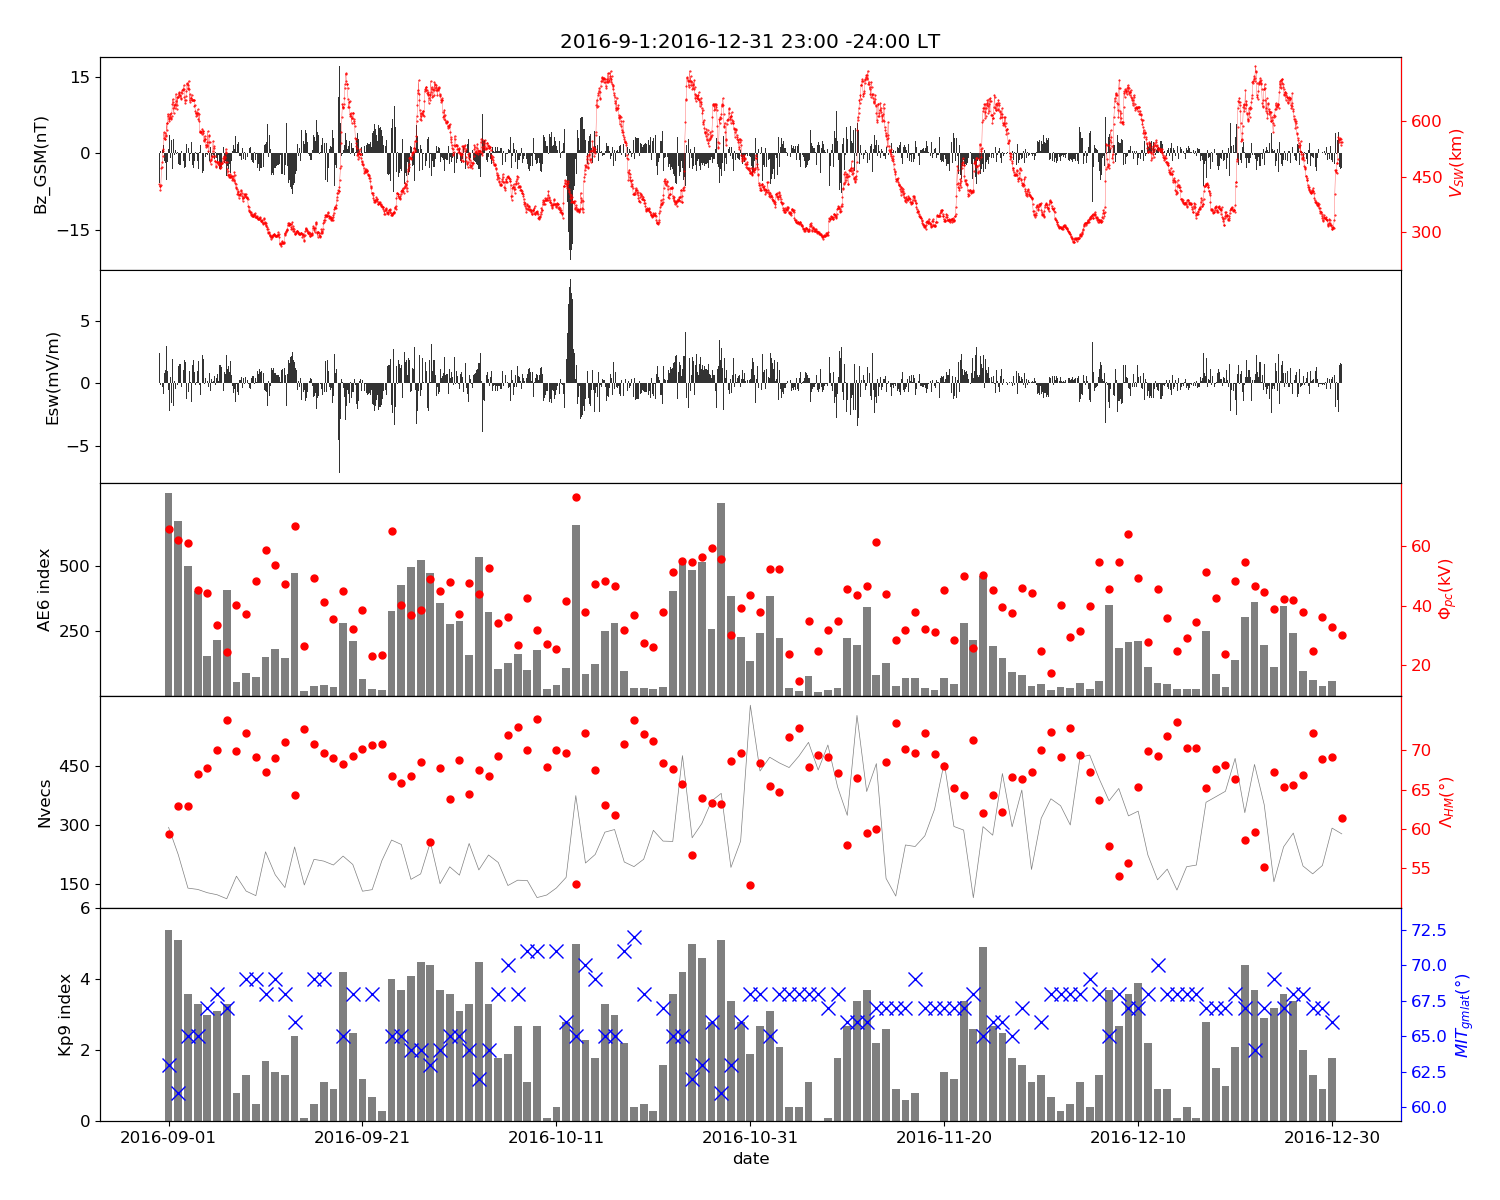 2016-9-1:2016-12-31 23:00 -24:00 LT
Bz_GSM(nT)
15
0
−15
600
450
300
V_SW(km)
Esw(mV/m)
5
0
−5
AE6 index
500
250
60
40
20
Φ_pc(kV)
Nvecs
450
300
150
70
65
60
55
Λ_HM(°)
Kp9 index
6
4
2
0
72.5
70.0
67.5
65.0
62.5
60.0
MIT_gmlat(°)
2016-09-01 2016-09-21 2016-10-11 2016-10-31 2016-11-20 2016-12-10 2016-12-30
date